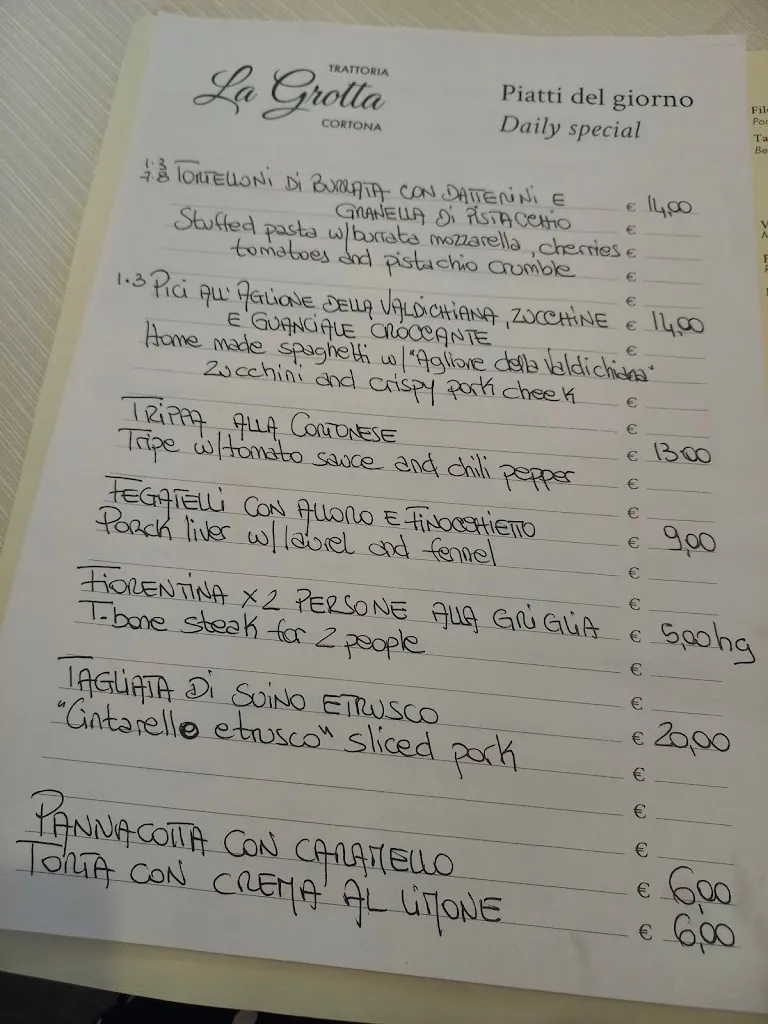 TRATTORIA
La Grotta
CORTONA
Piatti del giorno
Daily special
1.3
7.8 TORTELLONI DI BURRATA CON DATTERINI E € 14,00
GRANELLA DI PISTACCHIO €
Stuffed pasta w/burrata mozzarella, cherries €
tomatoes and pistachio crumble €
€
1.3 PICI ALL'AGLIONE DELLA VALDICHIANA, ZUCCHINE € 14,00
E GUANCIALE CROCCANTE €
Home made spaghetti w/"Aglione della Valdichiana"
Zucchini and crispy pork cheek €
€
TRIPPA ALLA CORTONESE € 13.00
Tripe w/tomato sauce and chili pepper €
€
FEGATELLI CON ALLORO E FINOCCHIETTO € 9,00
Porck liver w/laurel and fennel €
€
FIORENTINA X 2 PERSONE ALLA GRIGLIA € 5,00 hg
T-bone steak for 2 people €
€
TAGLIATA DI SUINO ETRUSCO € 20,00
"Cintarello etrusco" sliced pork €
€
€
PANNACOTTA CON CARAMELLO € 6,00
TORTA CON CREMA AL LIMONE € 6,00
Fil
Por
Ta
Be